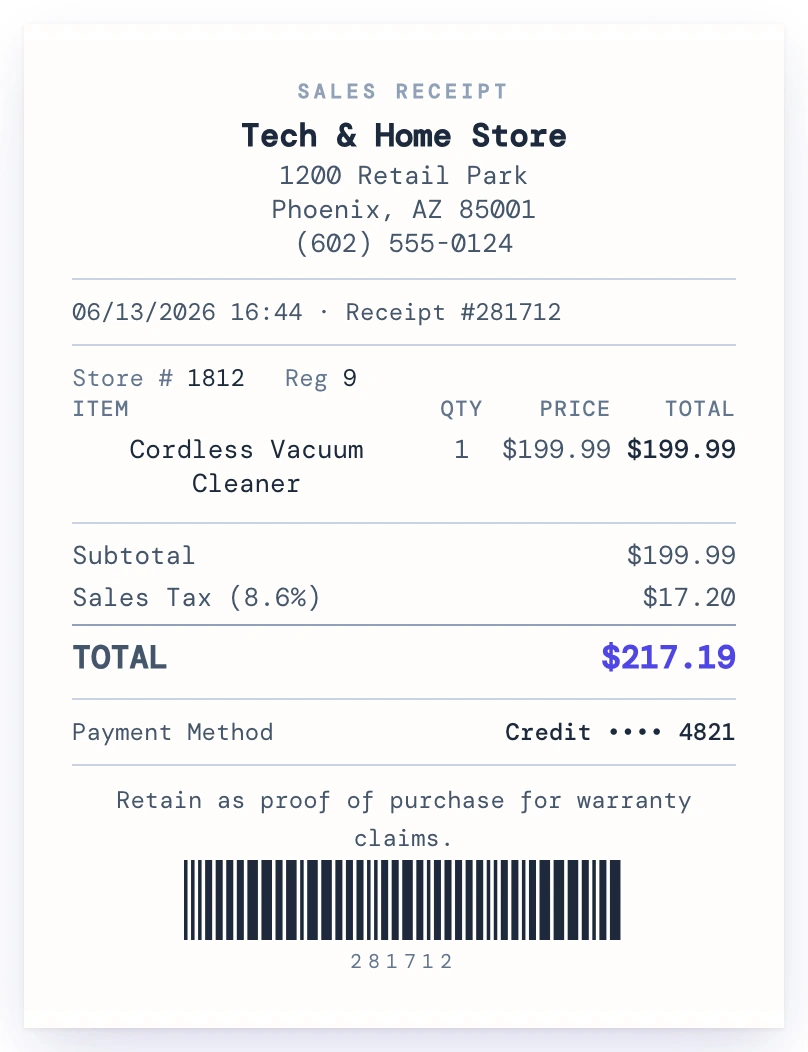 SALES RECEIPT
Tech & Home Store
1200 Retail Park
Phoenix, AZ 85001
(602) 555-0124
06/13/2026 16:44 · Receipt #281712
Store # 1812 Reg 9
ITEM QTY PRICE TOTAL
Cordless Vacuum 1 $199.99 $199.99
Cleaner
Subtotal $199.99
Sales Tax (8.6%) $17.20
TOTAL $217.19
Payment Method Credit •••• 4821
Retain as proof of purchase for warranty
claims.
281712